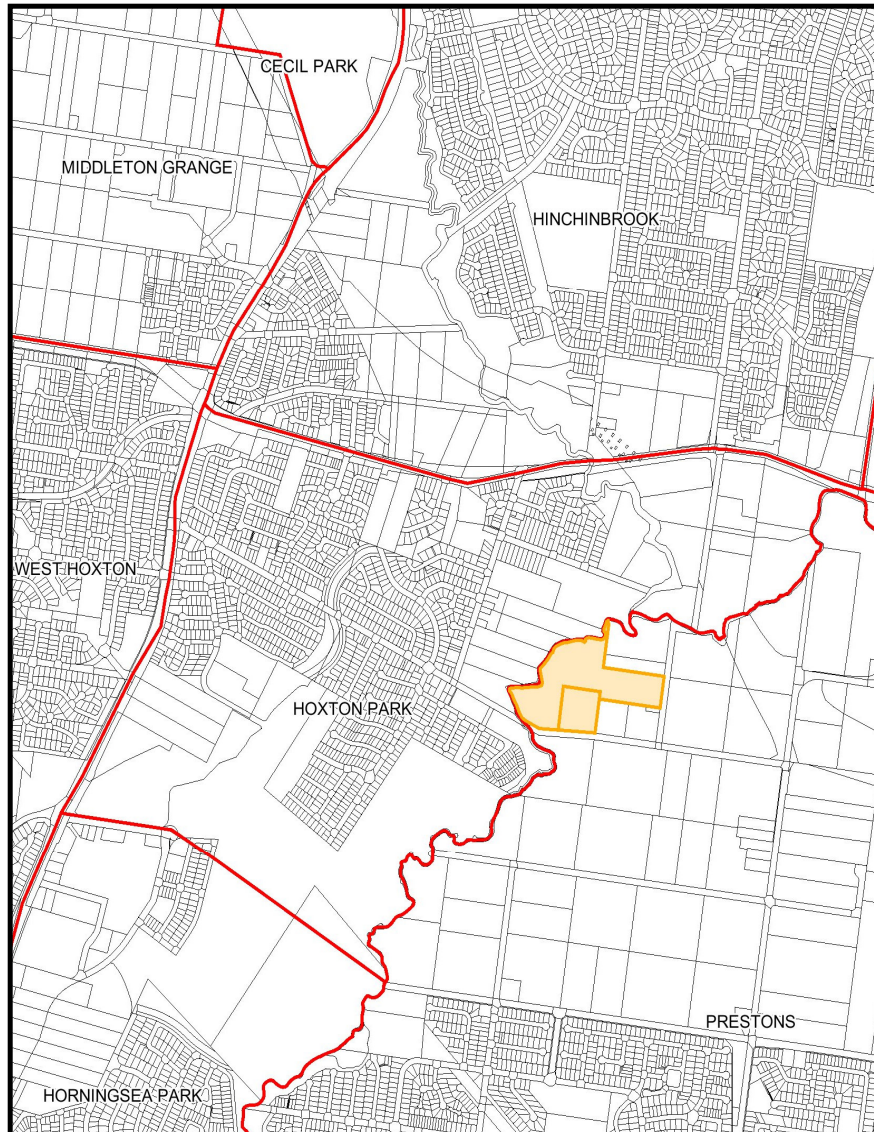 CECIL PARK
MIDDLETON GRANGE
HINCHINBROOK
WEST HOXTON
HOXTON PARK
PRESTONS
HORNINGSEA PARK